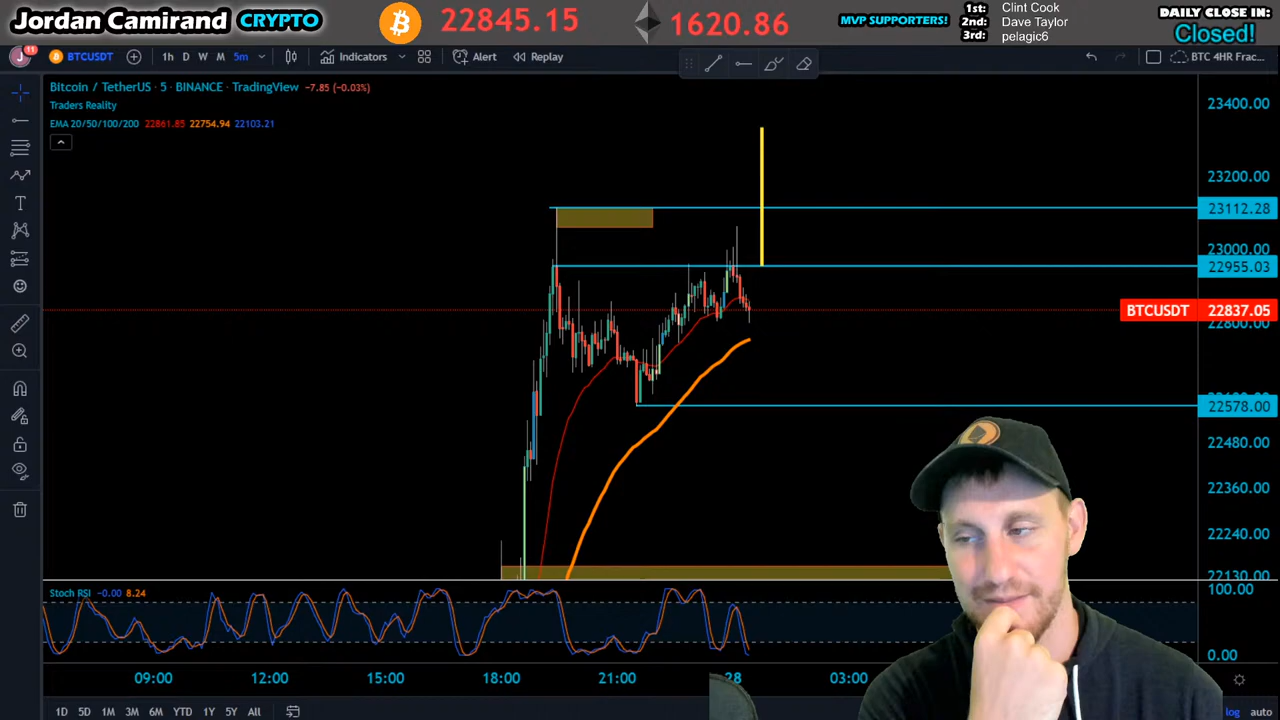 Jordan Camirand CRYPTO
22845.15
1620.86
MVP SUPPORTERS!
1st: Clint Cook
2nd: Dave Taylor
3rd: pelagic6
DAILY CLOSE IN:
Closed!
J 11 BTCUSDT 1h D W M 5m Indicators Alert Replay BTC 4HR Frac...
Bitcoin / TetherUS · 5 · BINANCE · TradingView −7.85 (−0.03%)
Traders Reality
EMA 20/50/100/200 22861.85 22754.94 22103.21
23400.00
23200.00
23112.28
23000.00
22955.03
BTCUSDT 22837.05
22800.00
22578.00
22480.00
22360.00
22240.00
22130.00
Stoch RSI −0.00 8.24
100.00
0.00
09:00 12:00 15:00 18:00 21:00 28 03:00
1D 5D 1M 3M 6M YTD 1Y 5Y All log auto